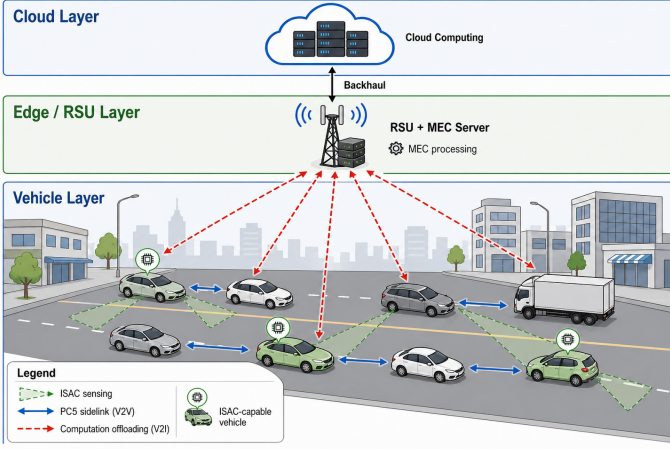 Cloud Layer
Cloud Computing
Backhaul
Edge / RSU Layer
RSU + MEC Server
MEC processing
Vehicle Layer
Legend
ISAC sensing
PC5 sidelink (V2V)
Computation offloading (V2I)
ISAC-capable
vehicle